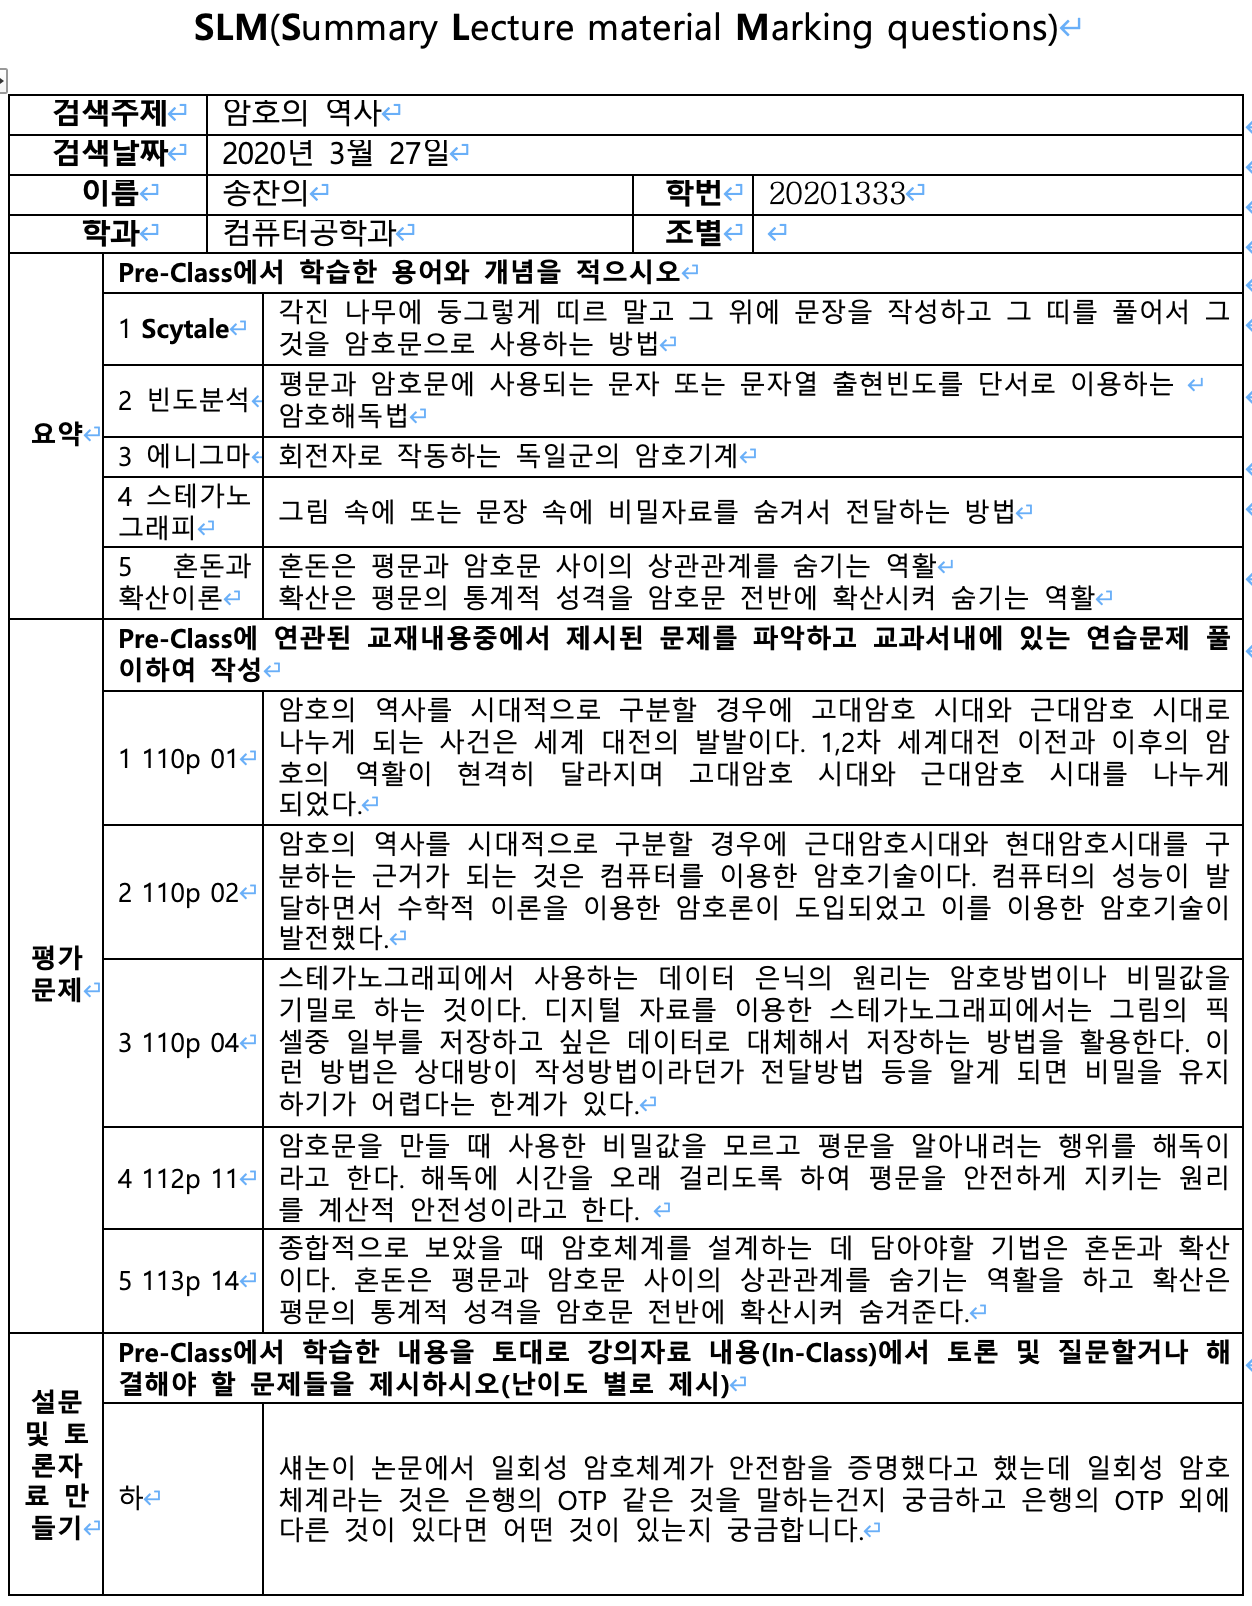 SLM(Summary Lecture material Marking questions)
검색주제 암호의 역사
검색날짜 2020년 3월 27일
이름 송찬의 학번 20201333
학과 컴퓨터공학과 조별
요약
Pre-Class에서 학습한 용어와 개념을 적으시오
1 Scytale
각진 나무에 둥그렇게 띠르 말고 그 위에 문장을 작성하고 그 띠를 풀어서 그
것을 암호문으로 사용하는 방법
2 빈도분석
평문과 암호문에 사용되는 문자 또는 문자열 출현빈도를 단서로 이용하는
암호해독법
3 에니그마 회전자로 작동하는 독일군의 암호기계
4 스테가노
그래피
그림 속에 또는 문장 속에 비밀자료를 숨겨서 전달하는 방법
5 혼돈과
확산이론
혼돈은 평문과 암호문 사이의 상관관계를 숨기는 역활
확산은 평문의 통계적 성격을 암호문 전반에 확산시켜 숨기는 역활
평가
문제
Pre-Class에 연관된 교재내용중에서 제시된 문제를 파악하고 교과서내에 있는 연습문제 풀
이하여 작성
1 110p 01
암호의 역사를 시대적으로 구분할 경우에 고대암호 시대와 근대암호 시대로
나누게 되는 사건은 세계 대전의 발발이다. 1,2차 세계대전 이전과 이후의 암
호의 역활이 현격히 달라지며 고대암호 시대와 근대암호 시대를 나누게
되었다.
2 110p 02
암호의 역사를 시대적으로 구분할 경우에 근대암호시대와 현대암호시대를 구
분하는 근거가 되는 것은 컴퓨터를 이용한 암호기술이다. 컴퓨터의 성능이 발
달하면서 수학적 이론을 이용한 암호론이 도입되었고 이를 이용한 암호기술이
발전했다.
3 110p 04
스테가노그래피에서 사용하는 데이터 은닉의 원리는 암호방법이나 비밀값을
기밀로 하는 것이다. 디지털 자료를 이용한 스테가노그래피에서는 그림의 픽
셀중 일부를 저장하고 싶은 데이터로 대체해서 저장하는 방법을 활용한다. 이
런 방법은 상대방이 작성방법이라던가 전달방법 등을 알게 되면 비밀을 유지
하기가 어렵다는 한계가 있다.
4 112p 11
암호문을 만들 때 사용한 비밀값을 모르고 평문을 알아내려는 행위를 해독이
라고 한다. 해독에 시간을 오래 걸리도록 하여 평문을 안전하게 지키는 원리
를 계산적 안전성이라고 한다.
5 113p 14
종합적으로 보았을 때 암호체계를 설계하는 데 담아야할 기법은 혼돈과 확산
이다. 혼돈은 평문과 암호문 사이의 상관관계를 숨기는 역활을 하고 확산은
평문의 통계적 성격을 암호문 전반에 확산시켜 숨겨준다.
설문
및 토
론자
료 만
들기
Pre-Class에서 학습한 내용을 토대로 강의자료 내용(In-Class)에서 토론 및 질문할거나 해
결해야 할 문제들을 제시하시오(난이도 별로 제시)
하
섀논이 논문에서 일회성 암호체계가 안전함을 증명했다고 했는데 일회성 암호
체계라는 것은 은행의 OTP 같은 것을 말하는건지 궁금하고 은행의 OTP 외에
다른 것이 있다면 어떤 것이 있는지 궁금합니다.